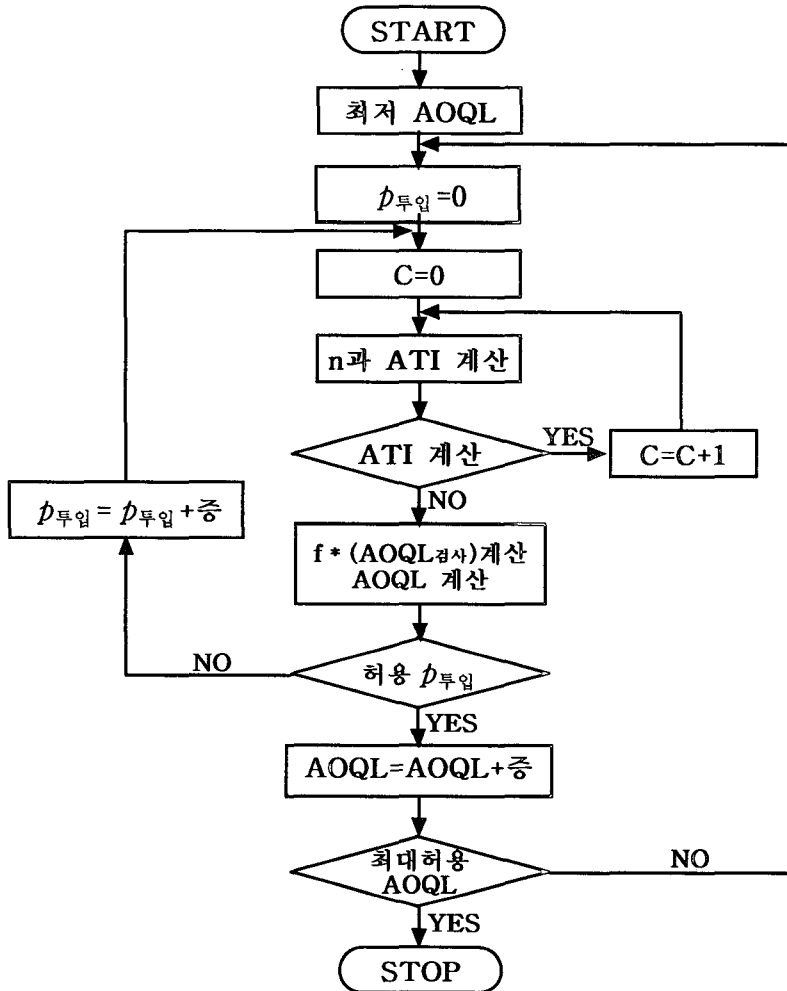 START
최저 AOQL
p투입=0
C=0
n과 ATI 계산
ATI 계산
YES
C=C+1
NO
p투입=p투입+증
f*(AOQL검사)계산
AOQL 계산
NO
허용 p투입
YES
AOQL=AOQL+증
최대허용
AOQL
NO
YES
STOP